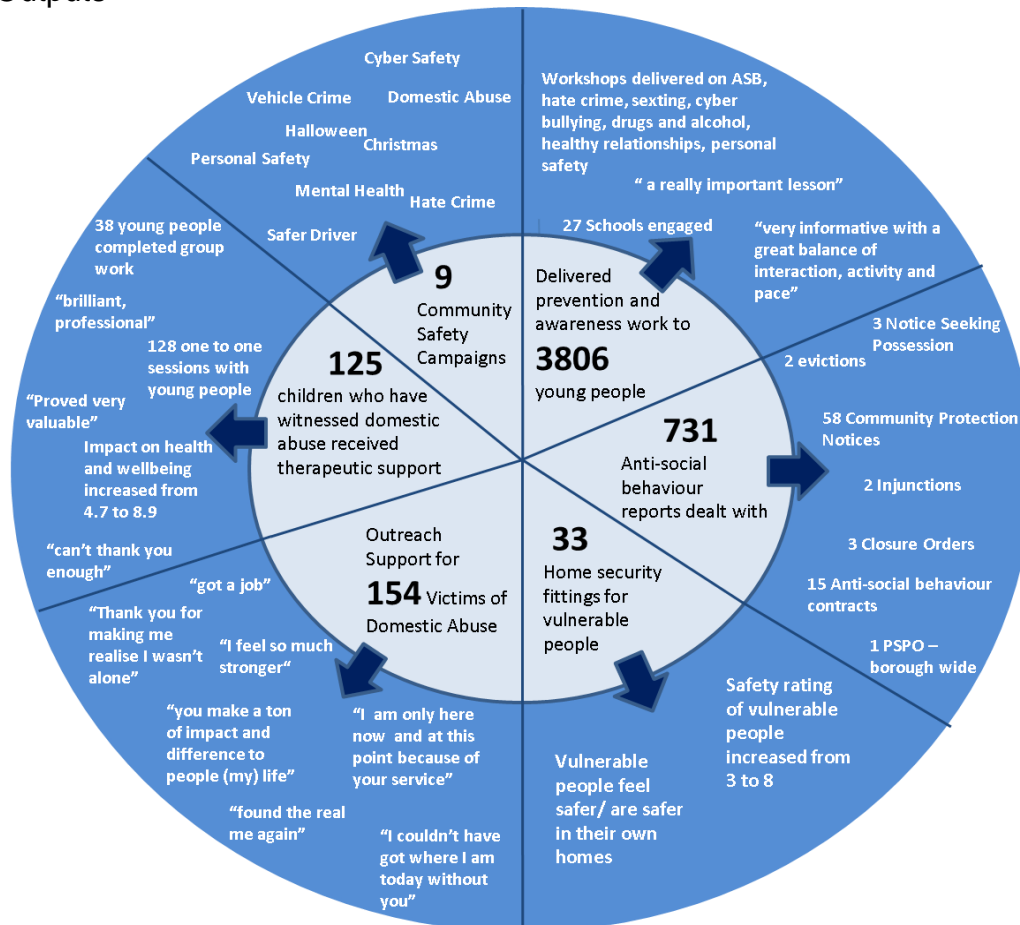 Outputs
Cyber Safety
Vehicle Crime
Domestic Abuse
Halloween
Christmas
Personal Safety
Mental Health
Hate Crime
Safer Driver
9
Community
Safety
Campaigns
Workshops delivered on ASB,
hate crime, sexting, cyber
bullying, drugs and alcohol,
healthy relationships, personal
safety
“ a really important lesson”
27 Schools engaged
“very informative with a
great balance of
interaction, activity and
pace”
Delivered
prevention and
awareness work to
3806
young people
3 Notice Seeking
Possession
2 evictions
58 Community Protection
Notices
2 Injunctions
3 Closure Orders
15 Anti-social behaviour
contracts
1 PSPO –
borough wide
731
Anti-social
behaviour
reports dealt with
33
Home security
fittings for
vulnerable
people
Safety rating
of vulnerable
people
increased from
3 to 8
Vulnerable
people feel
safer/ are safer
in their own
homes
Outreach
Support for
154 Victims of
Domestic Abuse
“got a job”
“Thank you for
making me
realise I wasn’t
alone”
“I feel so much
stronger“
“you make a ton
of impact and
difference to
people (my) life”
“I  am only here
now  and at this
point because of
your service”
“found the real
me again”
“I couldn’t have
got where I am
today without
you”
125
children who have
witnessed domestic
abuse received
therapeutic support
38 young people
completed group
work
“brilliant,
professional”
128 one to one
sessions with
young people
“Proved very
valuable”
Impact on health
and wellbeing
increased from
4.7 to 8.9
“can’t thank you
enough”